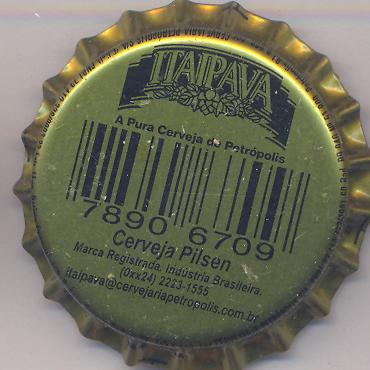 ITAIPAVA
A Pura Cerveja de Petrópolis
7890 6709
Cerveja Pilsen
Marca Registrada. Indústria Brasileira.
(0xx24) 2223-1555
itaipava@cervejariapetropolis.com.br